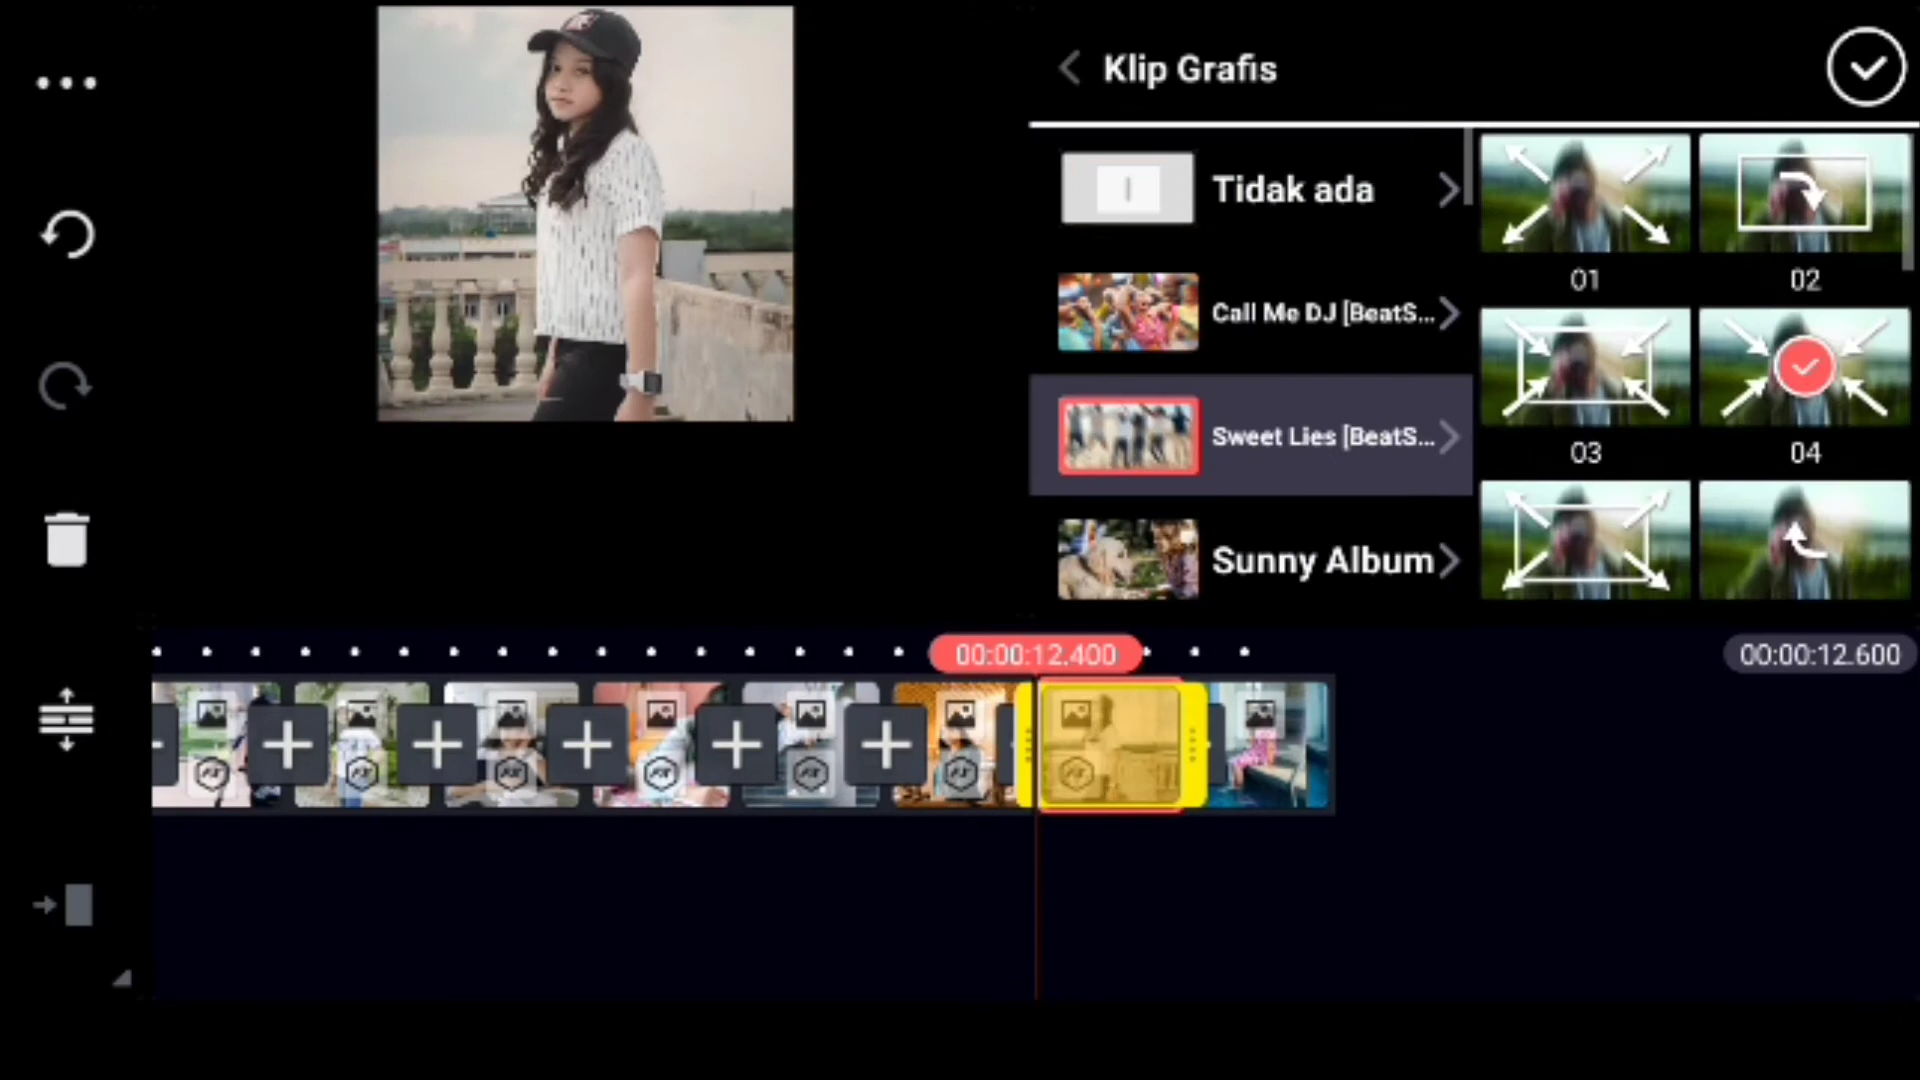 Klip Grafis
Tidak ada
Call Me DJ [BeatS...
Sweet Lies [BeatS...
Sunny Album
01
02
03
04
00:00:12.400
00:00:12.600